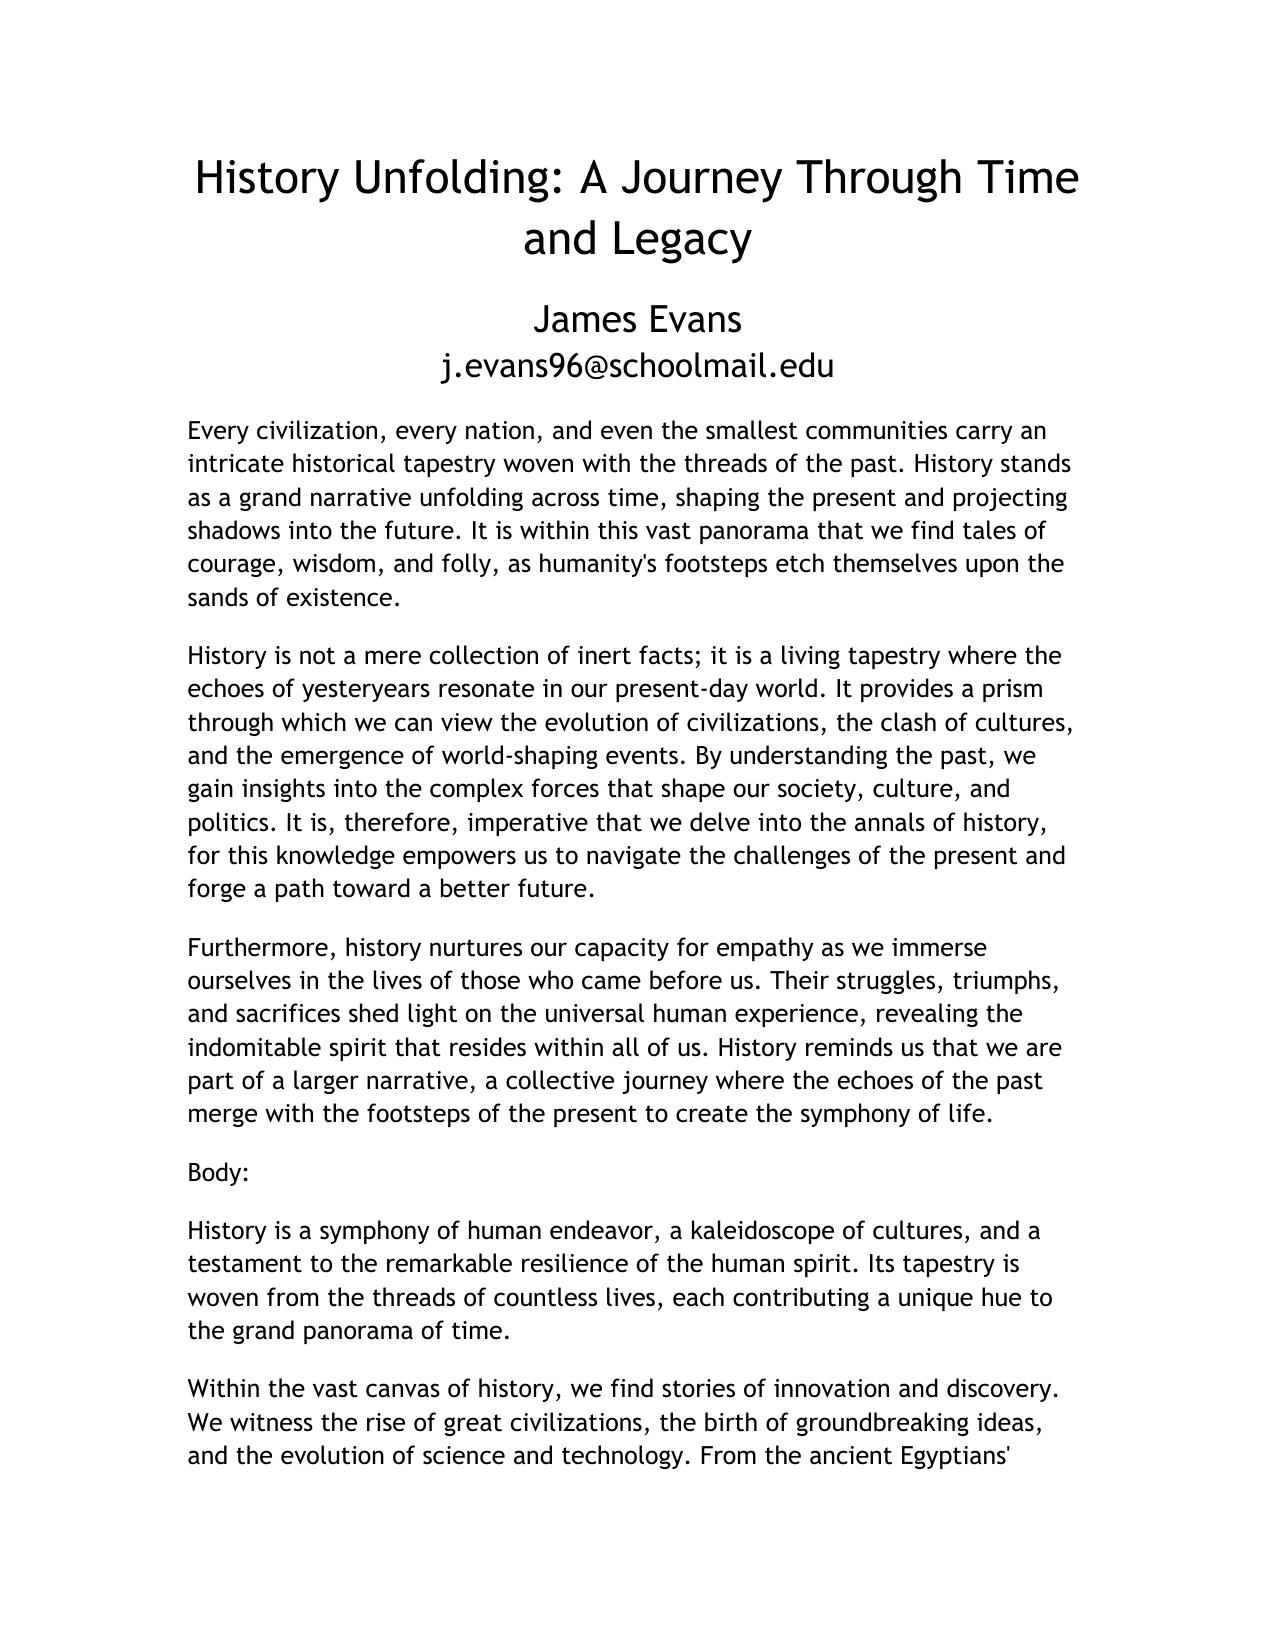 History Unfolding: A Journey Through Time
and Legacy
James Evans
j.evans96@schoolmail.edu
Every civilization, every nation, and even the smallest communities carry an
intricate historical tapestry woven with the threads of the past. History stands
as a grand narrative unfolding across time, shaping the present and projecting
shadows into the future. It is within this vast panorama that we find tales of
courage, wisdom, and folly, as humanity's footsteps etch themselves upon the
sands of existence.
History is not a mere collection of inert facts; it is a living tapestry where the
echoes of yesteryears resonate in our present-day world. It provides a prism
through which we can view the evolution of civilizations, the clash of cultures,
and the emergence of world-shaping events. By understanding the past, we
gain insights into the complex forces that shape our society, culture, and
politics. It is, therefore, imperative that we delve into the annals of history,
for this knowledge empowers us to navigate the challenges of the present and
forge a path toward a better future.
Furthermore, history nurtures our capacity for empathy as we immerse
ourselves in the lives of those who came before us. Their struggles, triumphs,
and sacrifices shed light on the universal human experience, revealing the
indomitable spirit that resides within all of us. History reminds us that we are
part of a larger narrative, a collective journey where the echoes of the past
merge with the footsteps of the present to create the symphony of life.
Body:
History is a symphony of human endeavor, a kaleidoscope of cultures, and a
testament to the remarkable resilience of the human spirit. Its tapestry is
woven from the threads of countless lives, each contributing a unique hue to
the grand panorama of time.
Within the vast canvas of history, we find stories of innovation and discovery.
We witness the rise of great civilizations, the birth of groundbreaking ideas,
and the evolution of science and technology. From the ancient Egyptians'